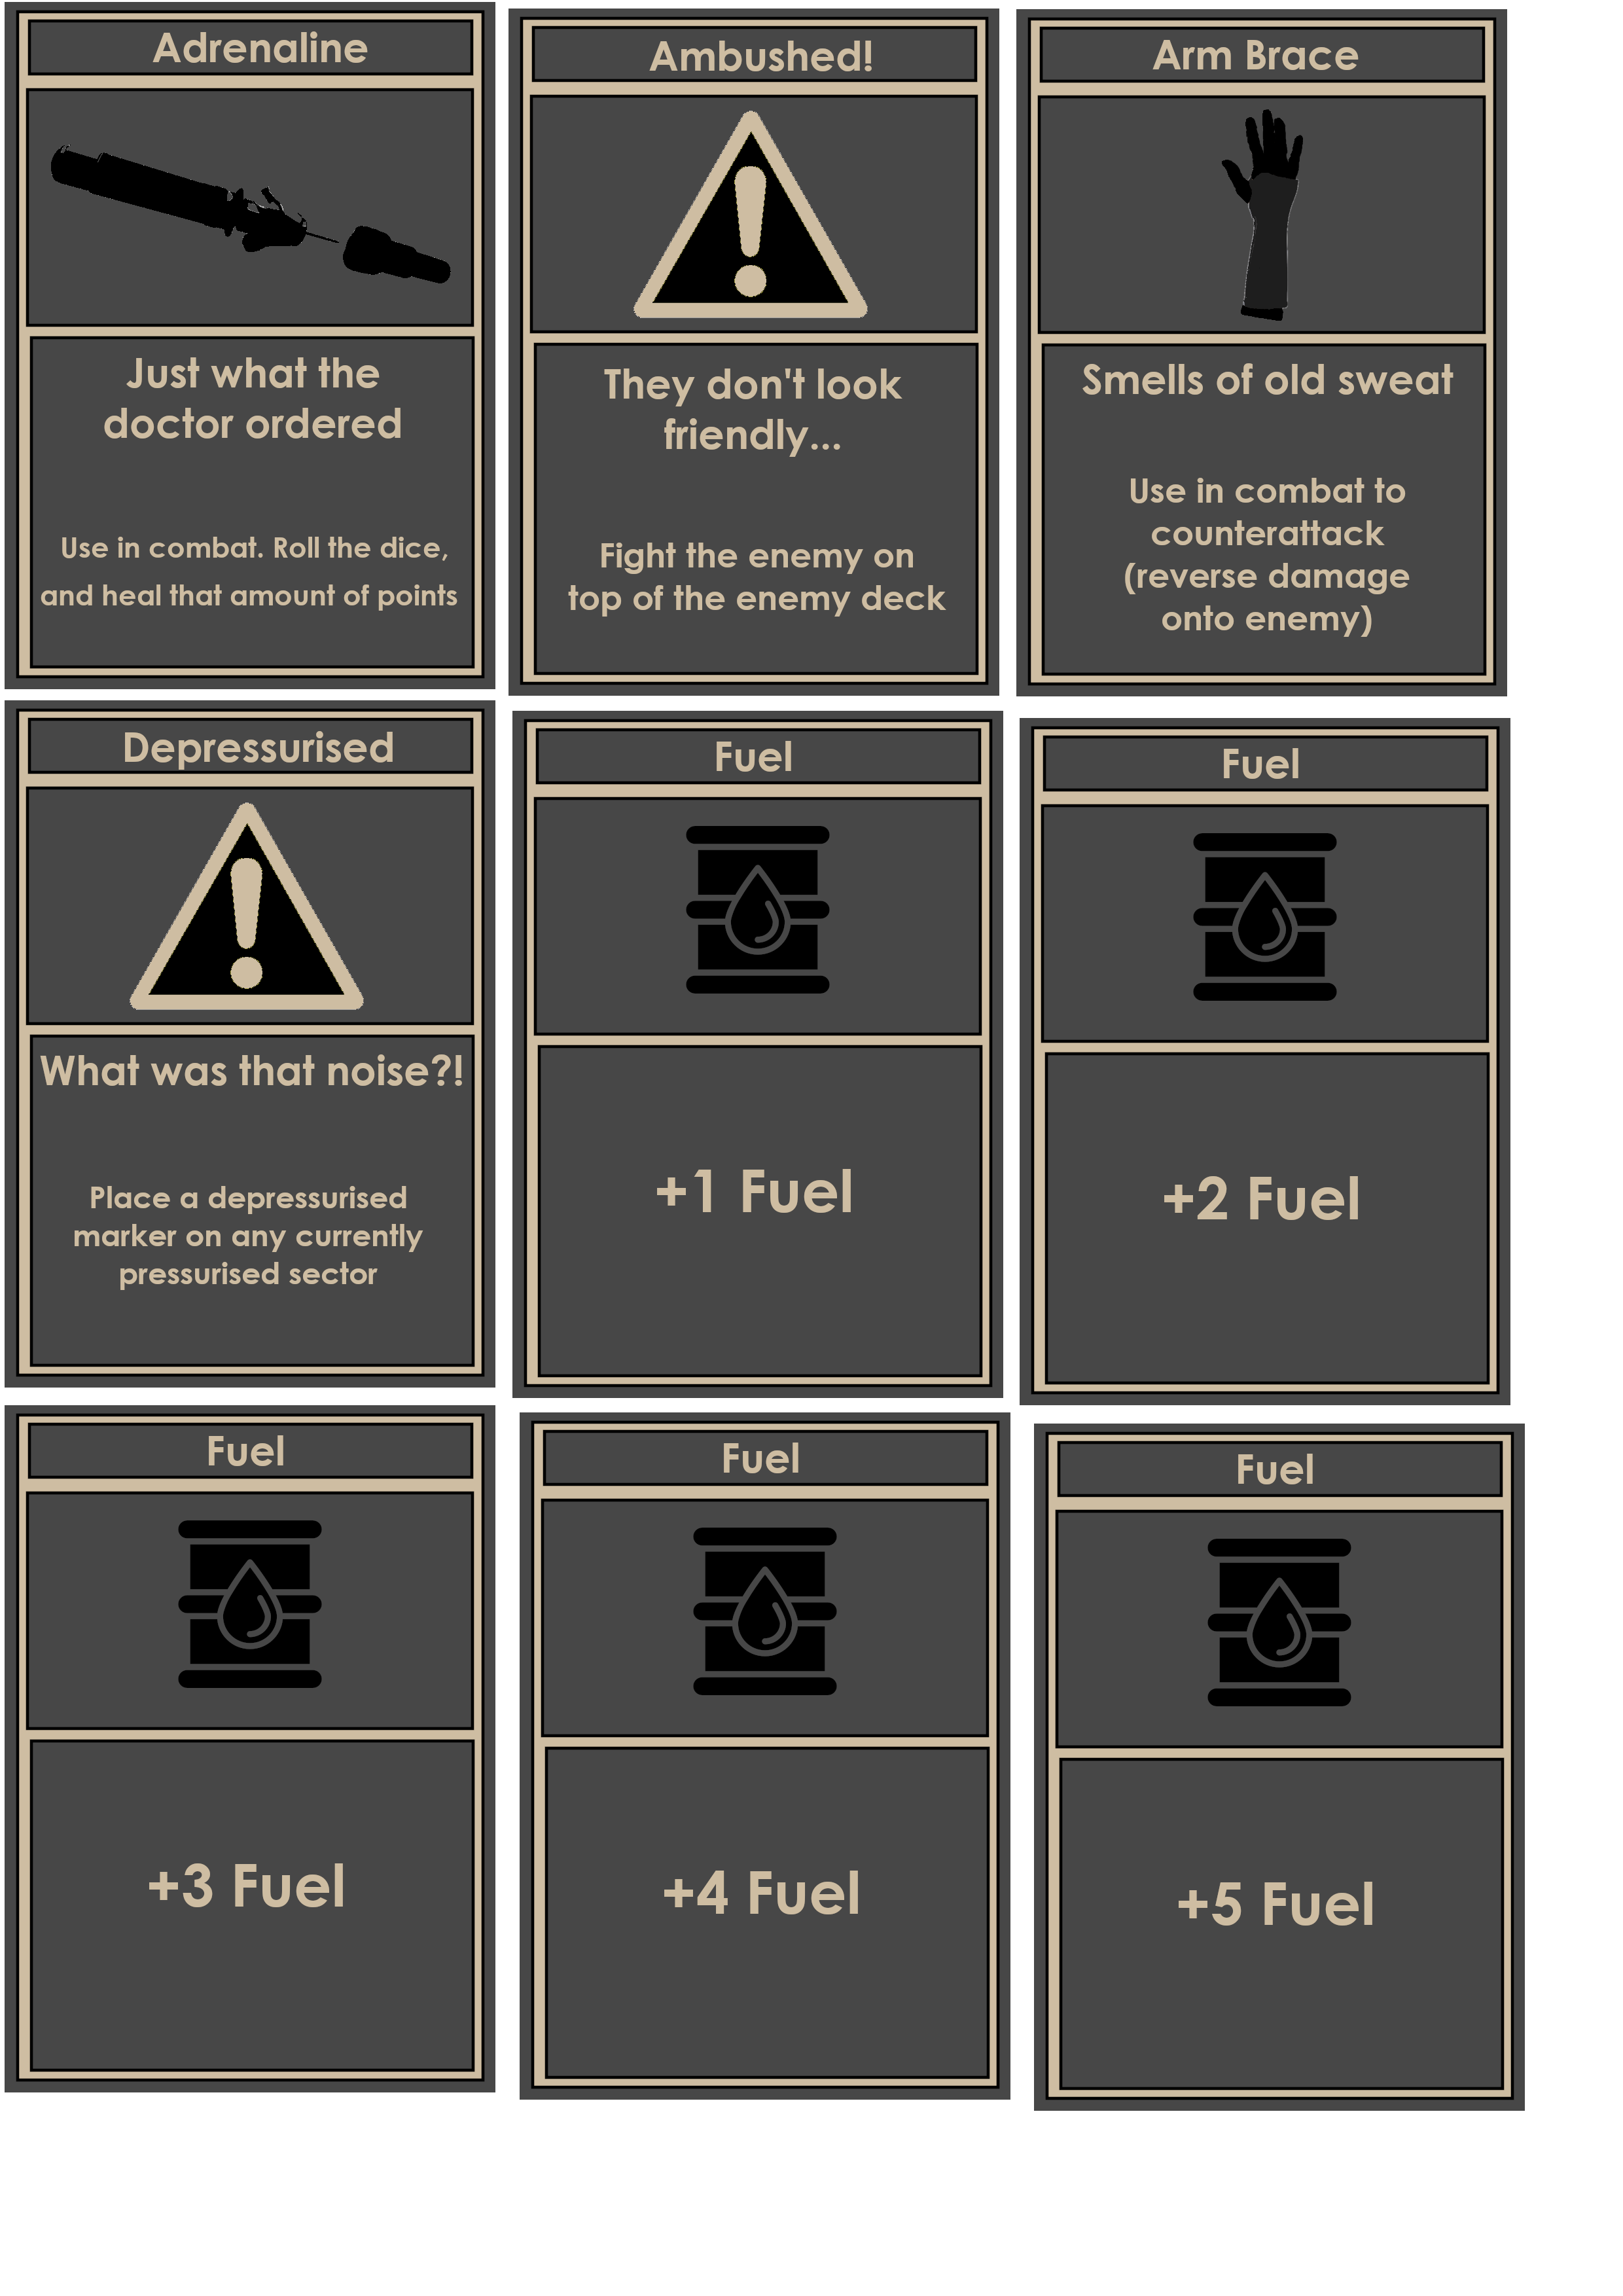 Adrenaline
Just what the
doctor ordered
Use in combat. Roll the dice,
and heal that amount of points
Ambushed!
They don't look
friendly...
Fight the enemy on
top of the enemy deck
Arm Brace
Smells of old sweat
Use in combat to
counterattack
(reverse damage
onto enemy)
Depressurised
What was that noise?!
Place a depressurised
marker on any currently
pressurised sector
Fuel
+1 Fuel
Fuel
+2 Fuel
Fuel
+3 Fuel
Fuel
+4 Fuel
Fuel
+5 Fuel